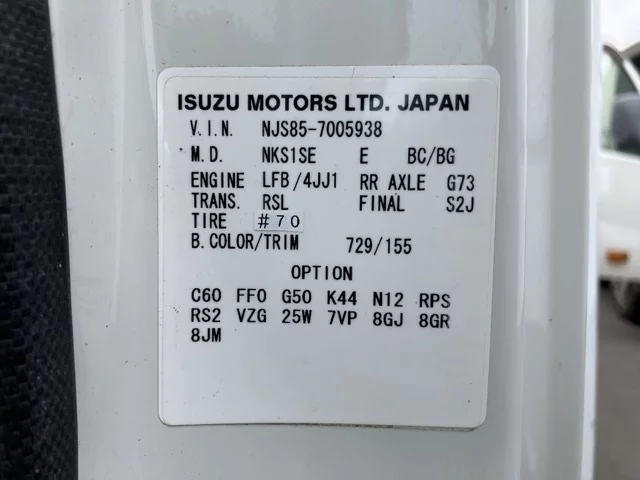 ISUZU MOTORS LTD. JAPAN
V.I.N. NJS85-7005938
M.D. NKS1SE E BC/BG
ENGINE LFB/4JJ1 RR AXLE G73
TRANS. RSL FINAL S2J
TIRE #70
B.COLOR/TRIM 729/155
OPTION
C60 FF0 G50 K44 N12 RPS
RS2 VZG 25W 7VP 8GJ 8GR
8JM